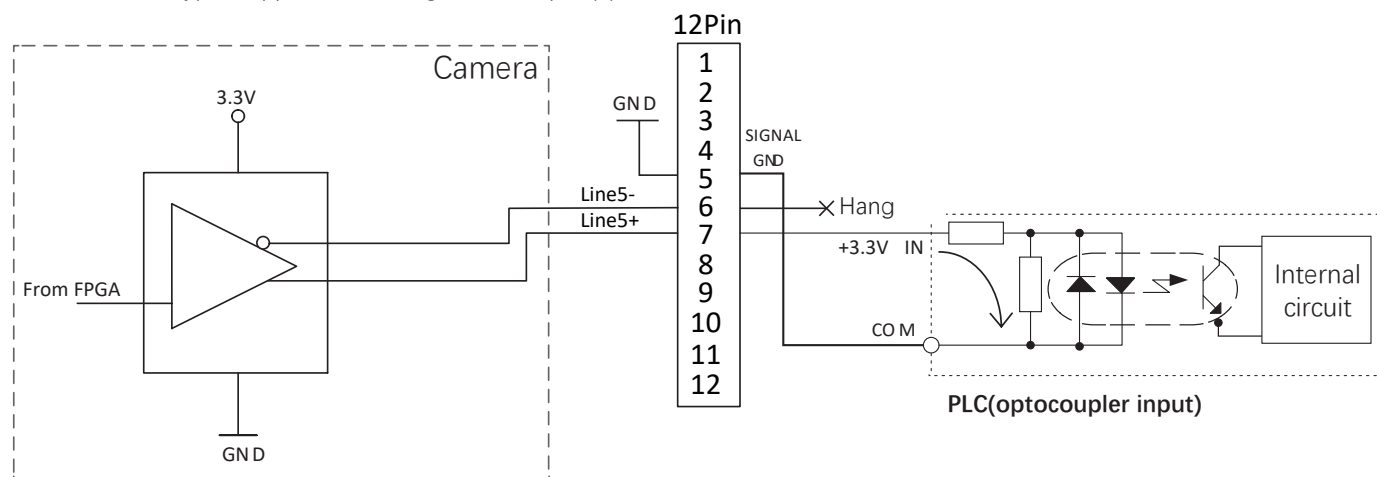 12Pin
Camera
3.3V
GND
1
2
3
4
5
6
7
8
9
10
11
12
SIGNAL
GND
Line5-
Line5+
Hang
+3.3V IN
From FPGA
COM
Internal
circuit
PLC(optocoupler input)
GND